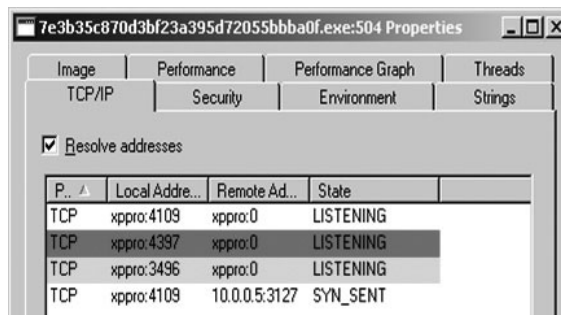 7e3b35c870d3bf23a395d72055bbba0f.exe:504 Properties
Image Performance Performance Graph Threads
TCP/IP Security Environment Strings
Resolve addresses
P.. Local Addre... Remote Ad... State
TCP xppro:4109 xppro:0 LISTENING
TCP xppro:4397 xppro:0 LISTENING
TCP xppro:3496 xppro:0 LISTENING
TCP xppro:4109 10.0.0.5:3127 SYN_SENT